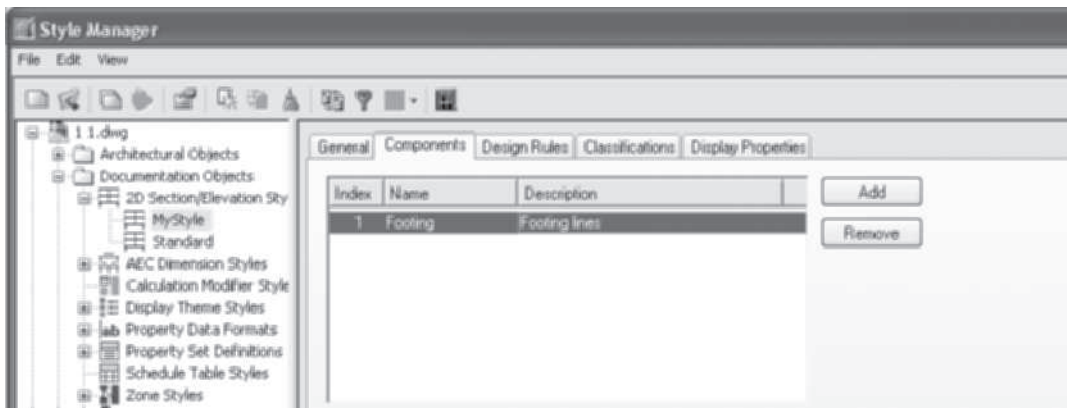 Style Manager
File Edit View
1 1.dwg
Architectural Objects
Documentation Objects
2D Section/Elevation Sty
MyStyle
Standard
AEC Dimension Styles
Calculation Modifier Style
Display Theme Styles
ab Property Data Formats
Property Set Definitions
Schedule Table Styles
Zone Styles
General Components Design Rules Classifications Display Properties
Index Name Description
1 Footing Footing lines
Add
Remove